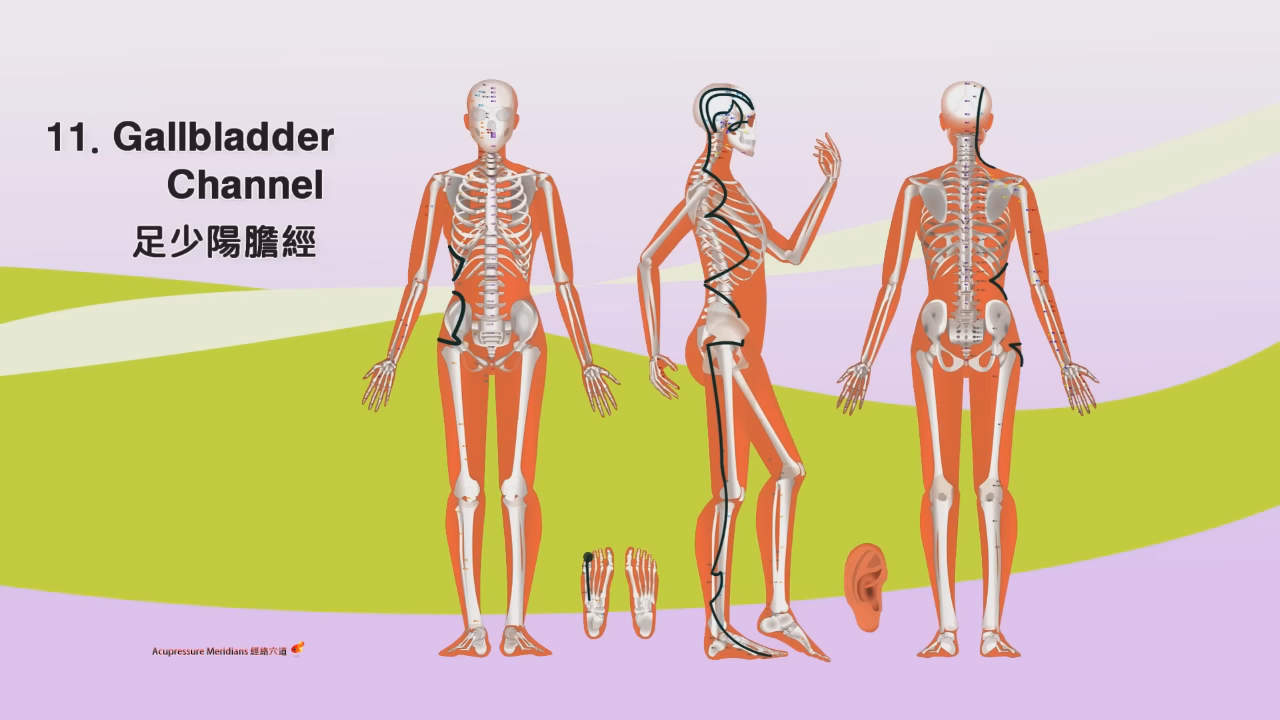 11. Gallbladder
Channel
足少陽膽經
Acupressure Meridians 經絡穴道